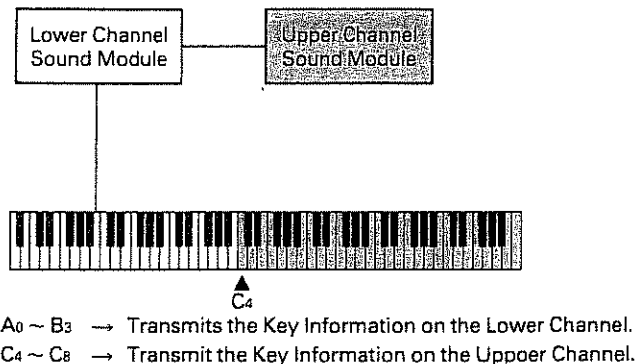 Lower Channel
Sound Module
Upper Channel
Sound Module
C4
A0 ~ B3 → Transmits the Key Information on the Lower Channel.
C4 ~ C8 → Transmit the Key Information on the Uppoer Channel.